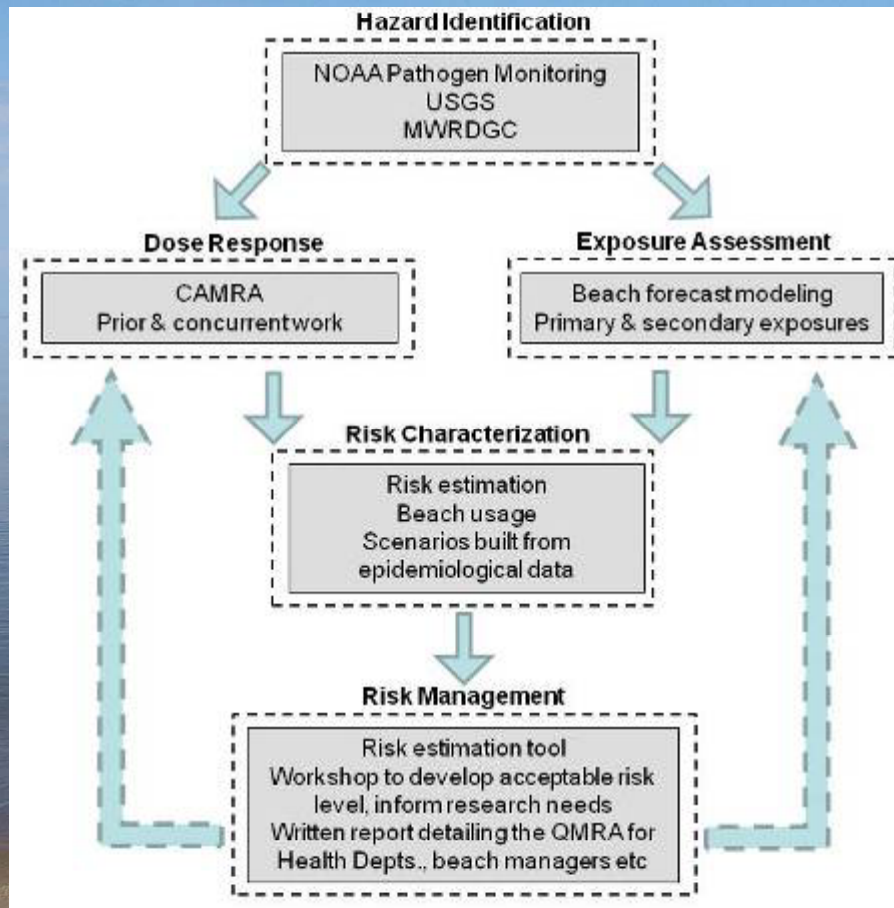 Hazard Identification
NOAA Pathogen Monitoring
USGS
MWRDGC
Dose Response
CAMRA
Prior & concurrent work
Exposure Assessment
Beach forecast modeling
Primary & secondary exposures
Risk Characterization
Risk estimation
Beach usage
Scenarios built from
epidemiological data
Risk Management
Risk estimation tool
Workshop to develop acceptable risk
level, inform research needs
Written report detailing the QMRA for
Health Depts., beach managers etc